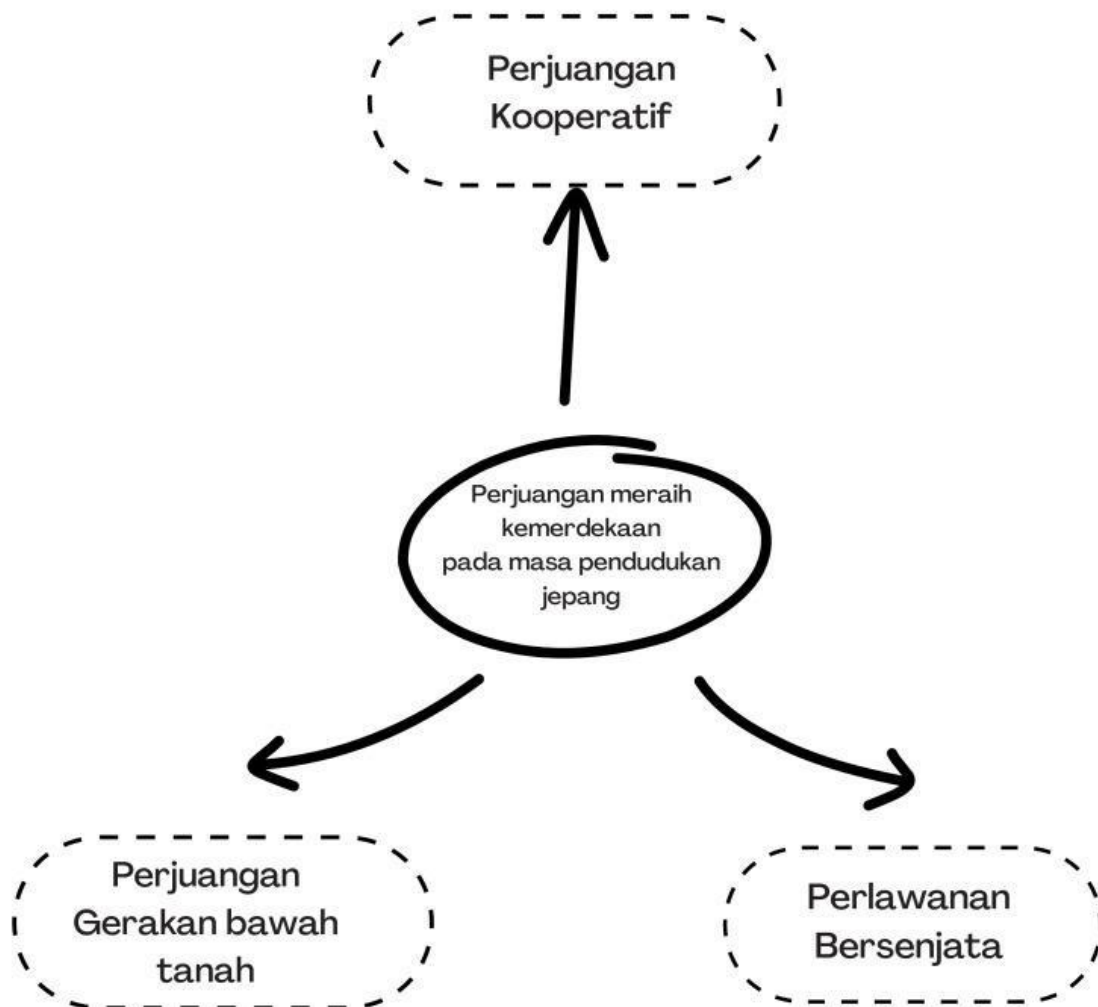 Perjuangan
Kooperatif
Perjuangan meraih
kemerdekaan
pada masa pendudukan
jepang
Perjuangan
Gerakan bawah
tanah
Perlawanan
Bersenjata